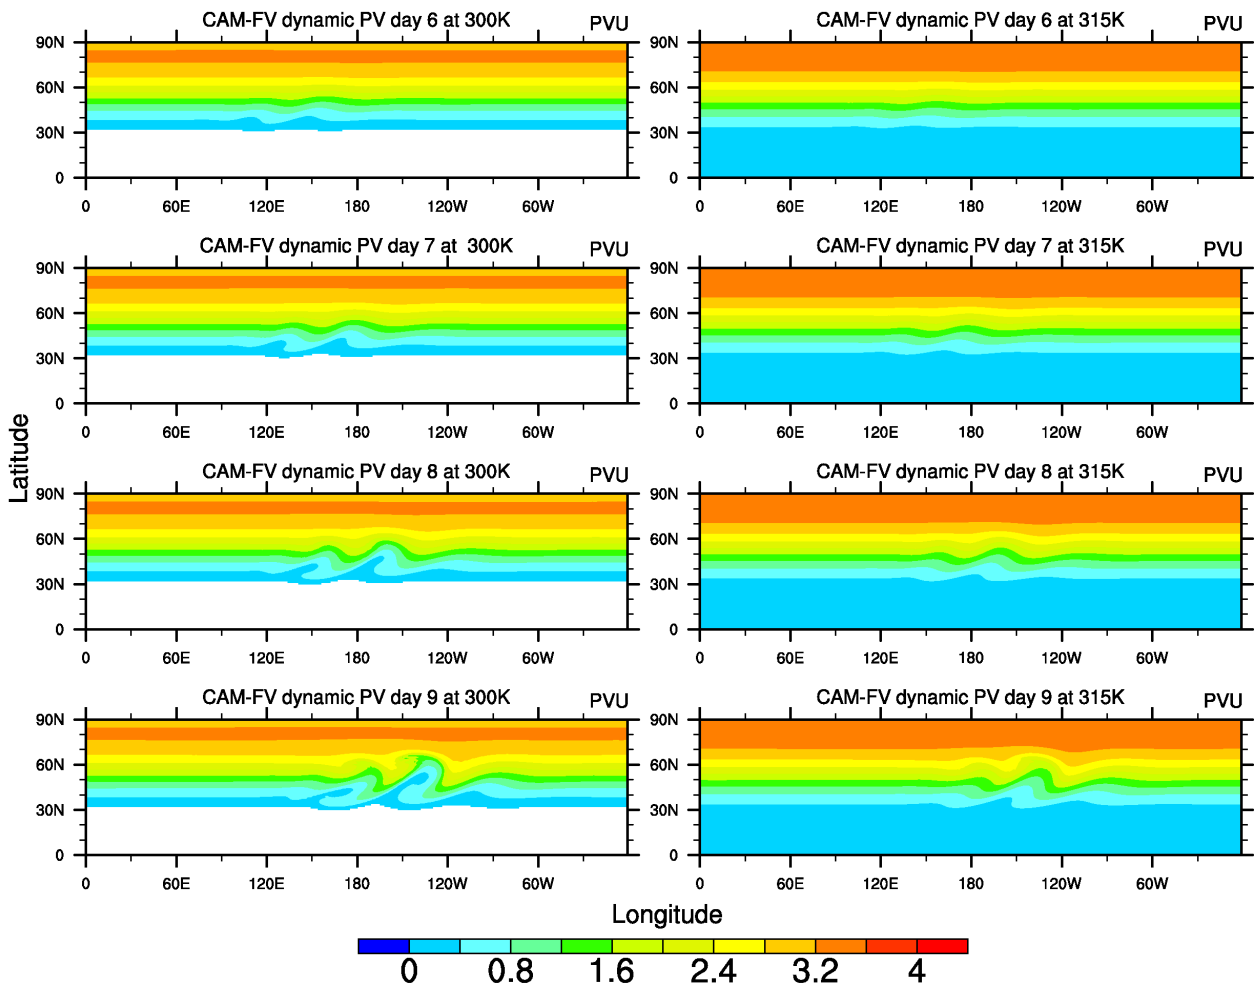 CAM-FV dynamic PV day 6 at 300K PVU
CAM-FV dynamic PV day 6 at 315K PVU
90N
60N
30N
0
0 60E 120E 180 120W 60W
90N
60N
30N
0
0 60E 120E 180 120W 60W
CAM-FV dynamic PV day 7 at 300K PVU
CAM-FV dynamic PV day 7 at 315K PVU
90N
60N
30N
0
0 60E 120E 180 120W 60W
90N
60N
30N
0
0 60E 120E 180 120W 60W
Latitude
CAM-FV dynamic PV day 8 at 300K PVU
CAM-FV dynamic PV day 8 at 315K PVU
90N
60N
30N
0
0 60E 120E 180 120W 60W
90N
60N
30N
0
0 60E 120E 180 120W 60W
CAM-FV dynamic PV day 9 at 300K PVU
CAM-FV dynamic PV day 9 at 315K PVU
90N
60N
30N
0
0 60E 120E 180 120W 60W
90N
60N
30N
0
0 60E 120E 180 120W 60W
Longitude
0 0.8 1.6 2.4 3.2 4